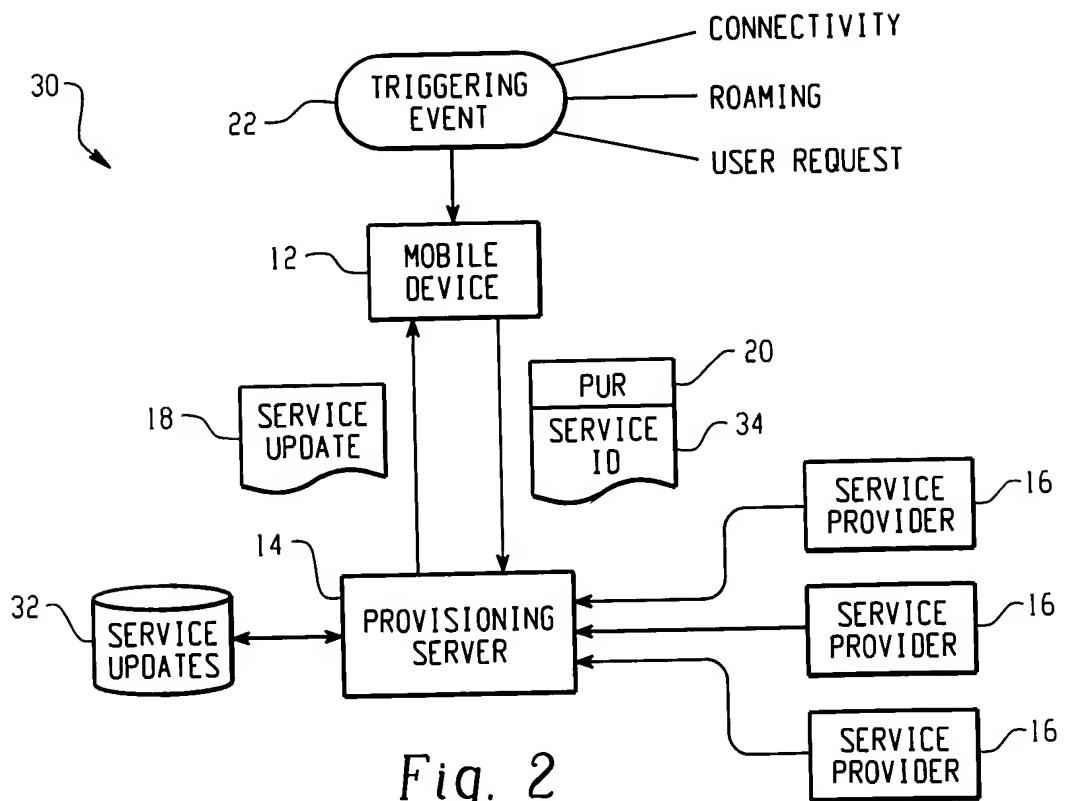 CONNECTIVITY
30
TRIGGERING
EVENT
22
ROAMING
USER REQUEST
12
MOBILE
DEVICE
20
PUR
18
SERVICE
UPDATE
SERVICE
ID
34
SERVICE
PROVIDER
16
14
32
SERVICE
UPDATES
PROVISIONING
SERVER
SERVICE
PROVIDER
16
SERVICE
PROVIDER
16
Fig. 2